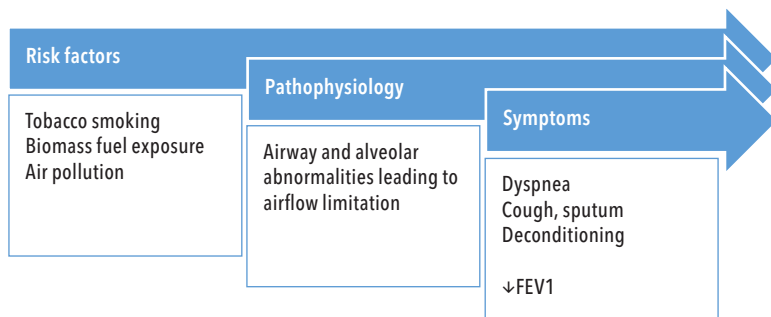 Risk factors
Tobacco smoking
Biomass fuel exposure
Air pollution
Pathophysiology
Airway and alveolar
abnormalities leading to
airflow limitation
Symptoms
Dyspnea
Cough, sputum
Deconditioning
↓FEV1